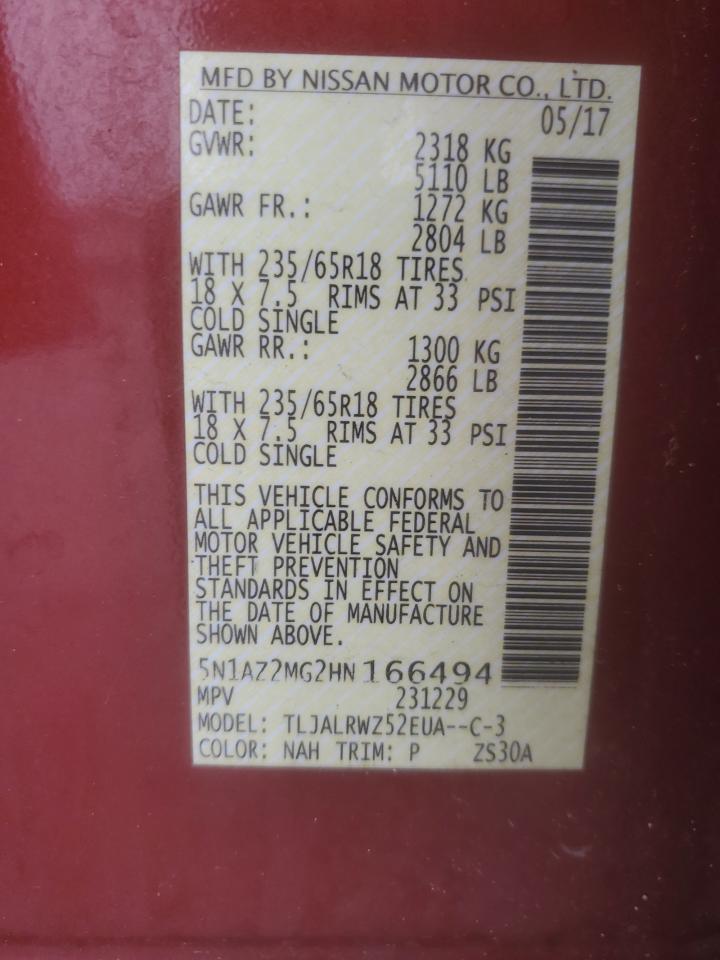 MFD BY NISSAN MOTOR CO., LTD.
DATE: 05/17
GVWR: 2318 KG
5110 LB
GAWR FR.: 1272 KG
2804 LB
WITH 235/65R18 TIRES
18 X 7.5 RIMS AT 33 PSI
COLD SINGLE
GAWR RR.: 1300 KG
2866 LB
WITH 235/65R18 TIRES
18 X 7.5 RIMS AT 33 PSI
COLD SINGLE
THIS VEHICLE CONFORMS TO
ALL APPLICABLE FEDERAL
MOTOR VEHICLE SAFETY AND
THEFT PREVENTION
STANDARDS IN EFFECT ON
THE DATE OF MANUFACTURE
SHOWN ABOVE.
5N1AZ2MG2HN166494
MPV 231229
MODEL: TLJALRWZ52EUA--C-3
COLOR: NAH TRIM: P ZS30A